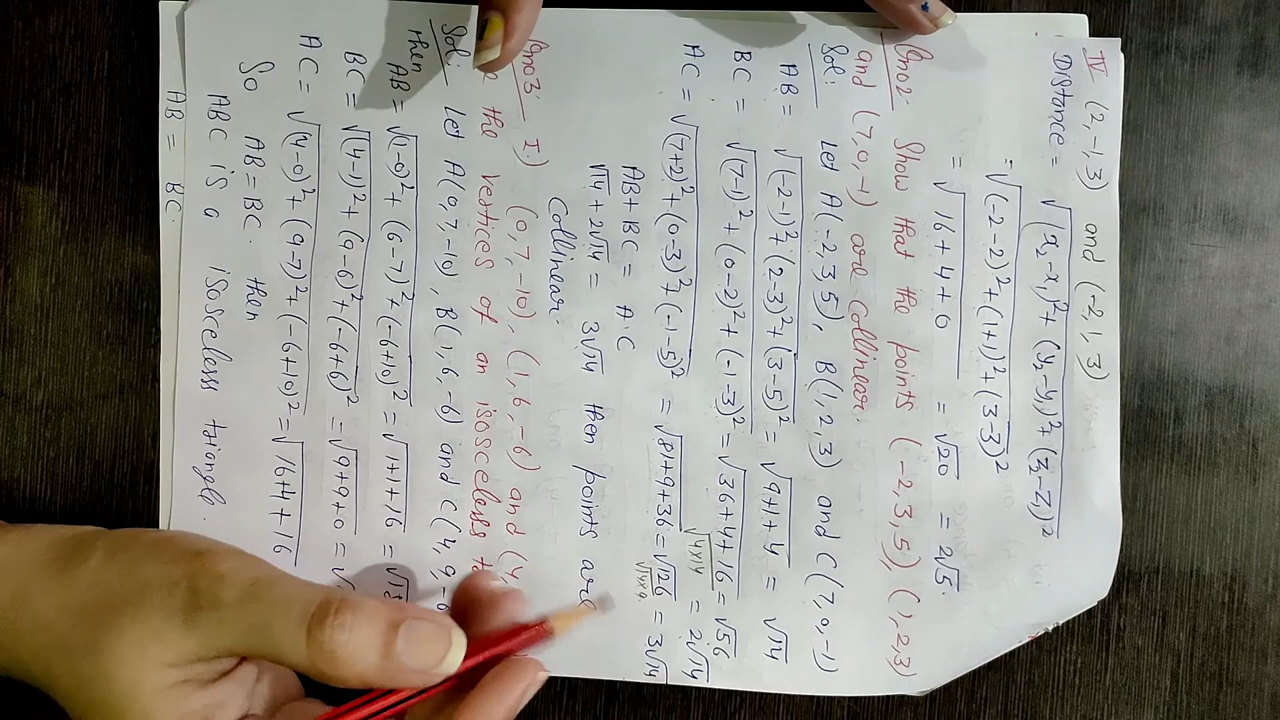 IV (2,-1,3) and (-2,1,3)
Distance = √(x₂-x₁)²+(y₂-y₁)²+(z₂-z₁)²
= √(-2-2)²+(1+1)²+(3-3)²
= √16+4+0 = √20 = 2√5.
Qno2- Show that the points (-2,3,5), (1,2,3)
and (7,0,-1) are Collinear.
Sol: Let A(-2,3,5), B(1,2,3) and C(7,0,-1)
AB = √(-2-1)²+(2-3)²+(3-5)² = √9+1+4 = √14
BC = √(7-1)²+(0-2)²+(-1-3)² = √36+4+16 = √56 √4×14 = 2√14
AC = √(7+2)²+(0-3)²+(-1-5)² = √81+9+36 = √126 = 3√14
AB+BC = A·C
√14+2√14 = 3√14 then points are
Collinear.
Qno3 I.) (0,7,-10), (1,6,-6) and (4,
the vertices of an isosceless
Sol: Let A(0,7,-10), B(1,6,-6) and C(4,9,-6
then AB = √(1-0)²+(6-7)²+(-6+10)² = √1+1+16 = √18
BC = √(4-1)²+(9-6)²+(-6+6)² = √9+9+0 = √
AC = √(4-0)²+(9-7)²+(-6+10)² = √16+4+16
So AB = BC. then
ABC is a isosceless triangle.
AB = BC